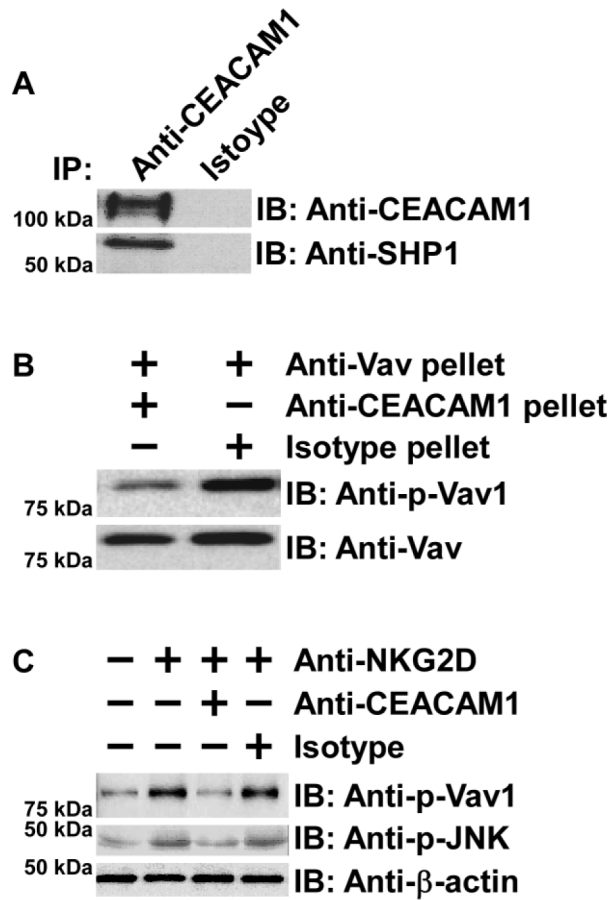 A
Anti-CEACAM1
Istoype
IP:
100 kDa IB: Anti-CEACAM1
50 kDa IB: Anti-SHP1
B + + Anti-Vav pellet
+ − Anti-CEACAM1 pellet
− + Isotype pellet
75 kDa IB: Anti-p-Vav1
75 kDa IB: Anti-Vav
C − + + + Anti-NKG2D
− − + − Anti-CEACAM1
− − − + Isotype
75 kDa IB: Anti-p-Vav1
50 kDa IB: Anti-p-JNK
50 kDa IB: Anti-β-actin